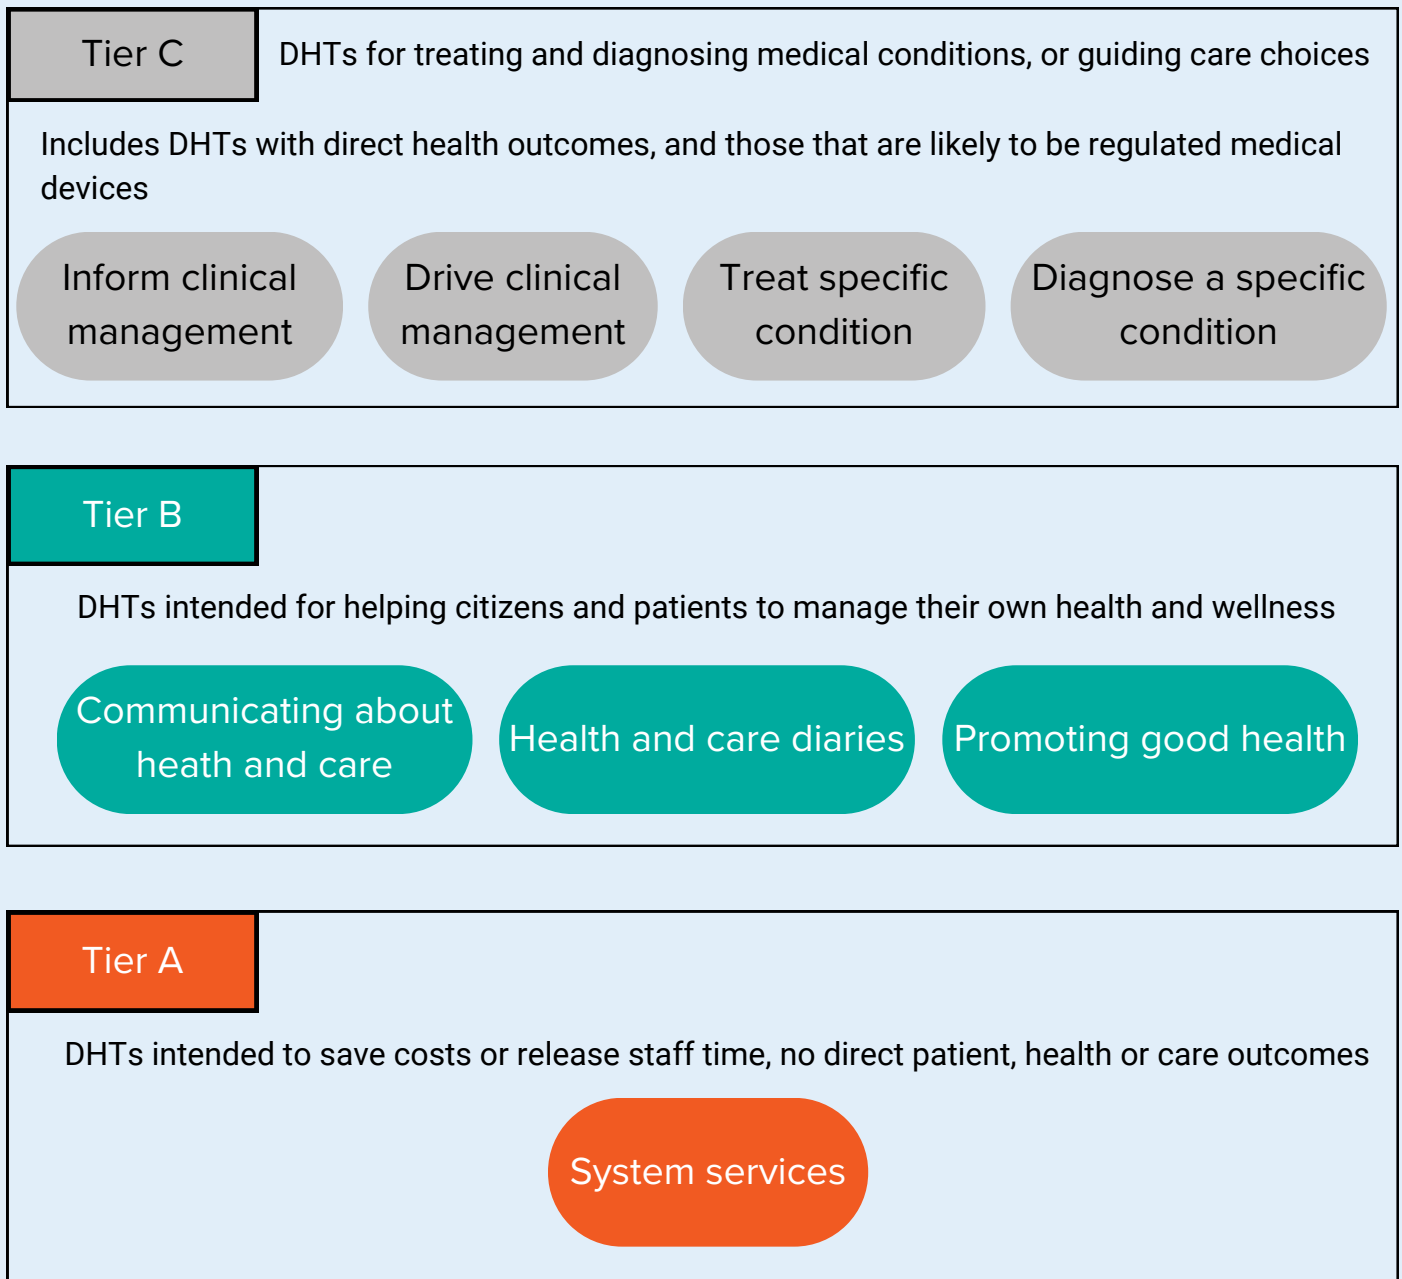 Tier C
DHTs for treating and diagnosing medical conditions, or guiding care choices
Includes DHTs with direct health outcomes, and those that are likely to be regulated medical
devices
Inform clinical
management
Drive clinical
management
Treat specific
condition
Diagnose a specific
condition
Tier B
DHTs intended for helping citizens and patients to manage their own health and wellness
Communicating about
heath and care
Health and care diaries
Promoting good health
Tier A
DHTs intended to save costs or release staff time, no direct patient, health or care outcomes
System services